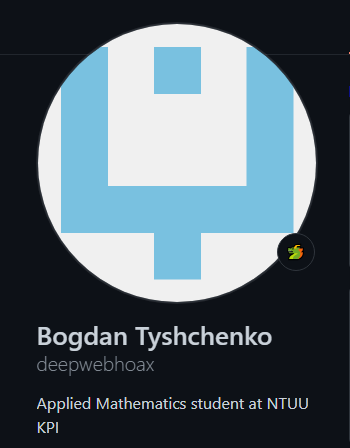 Bogdan Tyshchenko
deepwebhoax
Applied Mathematics student at NTUU
KPI